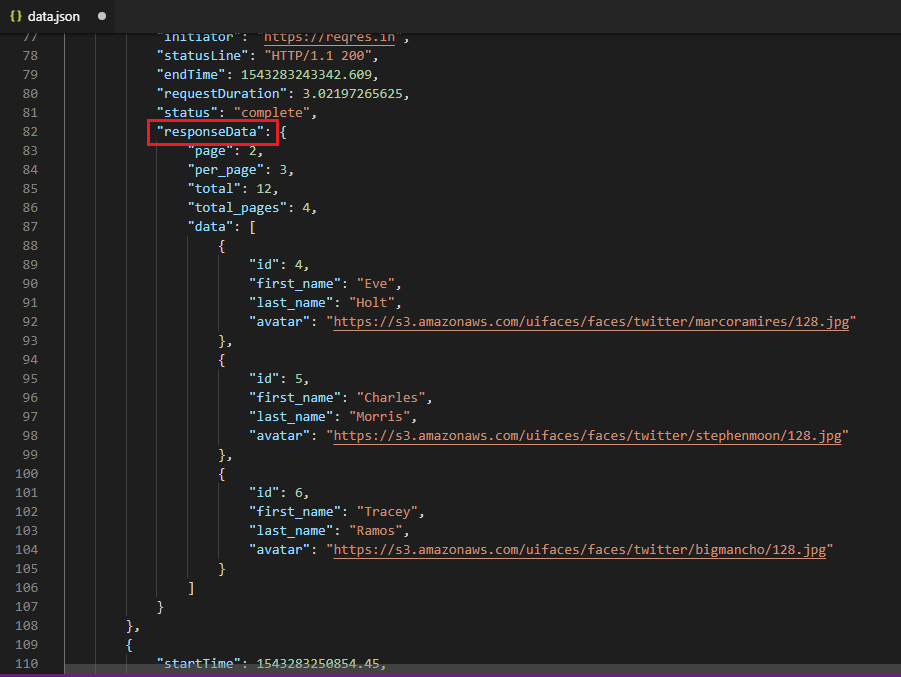 {} data.json ●
77 "initiator": "https://reqres.in",
78 "statusLine": "HTTP/1.1 200",
79 "endTime": 1543283243342.609,
80 "requestDuration": 3.02197265625,
81 "status": "complete",
82 "responseData": {
83 "page": 2,
84 "per_page": 3,
85 "total": 12,
86 "total_pages": 4,
87 "data": [
88 {
89 "id": 4,
90 "first_name": "Eve",
91 "last_name": "Holt",
92 "avatar": "https://s3.amazonaws.com/uifaces/faces/twitter/marcoramires/128.jpg"
93 },
94 {
95 "id": 5,
96 "first_name": "Charles",
97 "last_name": "Morris",
98 "avatar": "https://s3.amazonaws.com/uifaces/faces/twitter/stephenmoon/128.jpg"
99 },
100 {
101 "id": 6,
102 "first_name": "Tracey",
103 "last_name": "Ramos",
104 "avatar": "https://s3.amazonaws.com/uifaces/faces/twitter/bigmancho/128.jpg"
105 }
106 ]
107 }
108 },
109 {
110 "startTime": 1543283250854.45,